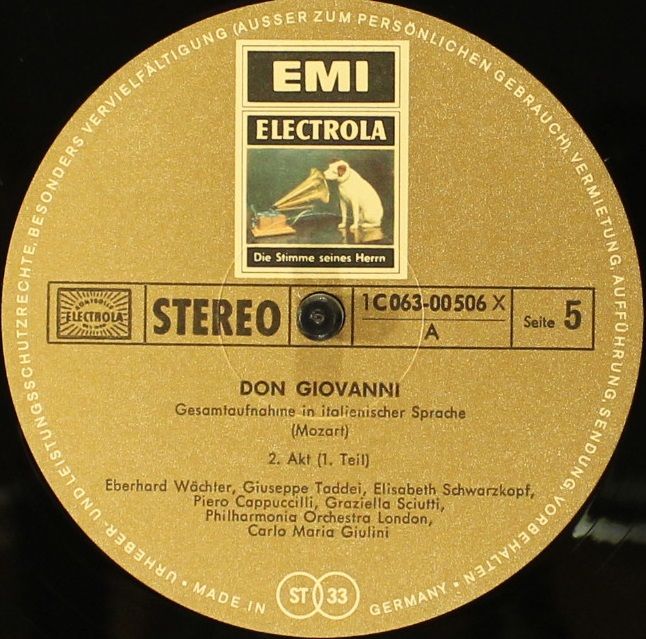 URHEBER- UND LEISTUNGSSCHUTZRECHTE, BESONDERS VERVIELFÄLTIGUNG (AUSSER ZUM PERSÖNLICHEN GEBRAUCH), VERMIETUNG, AUFFÜHRUNG, SENDUNG VORBEHALTEN •
EMI
ELECTROLA
Die Stimme seines Herrn
ELECTROLA
STEREO
1C 063-00 506 X
A
Seite 5
DON GIOVANNI
Gesamtaufnahme in italienischer Sprache
(Mozart)
2. Akt (1. Teil)
Eberhard Wächter, Giuseppe Taddei, Elisabeth Schwarzkopf,
Piero Cappuccilli, Graziella Sciutti,
Philharmonia Orchestra London,
Carlo Maria Giulini
• MADE IN
ST 33
GERMANY •